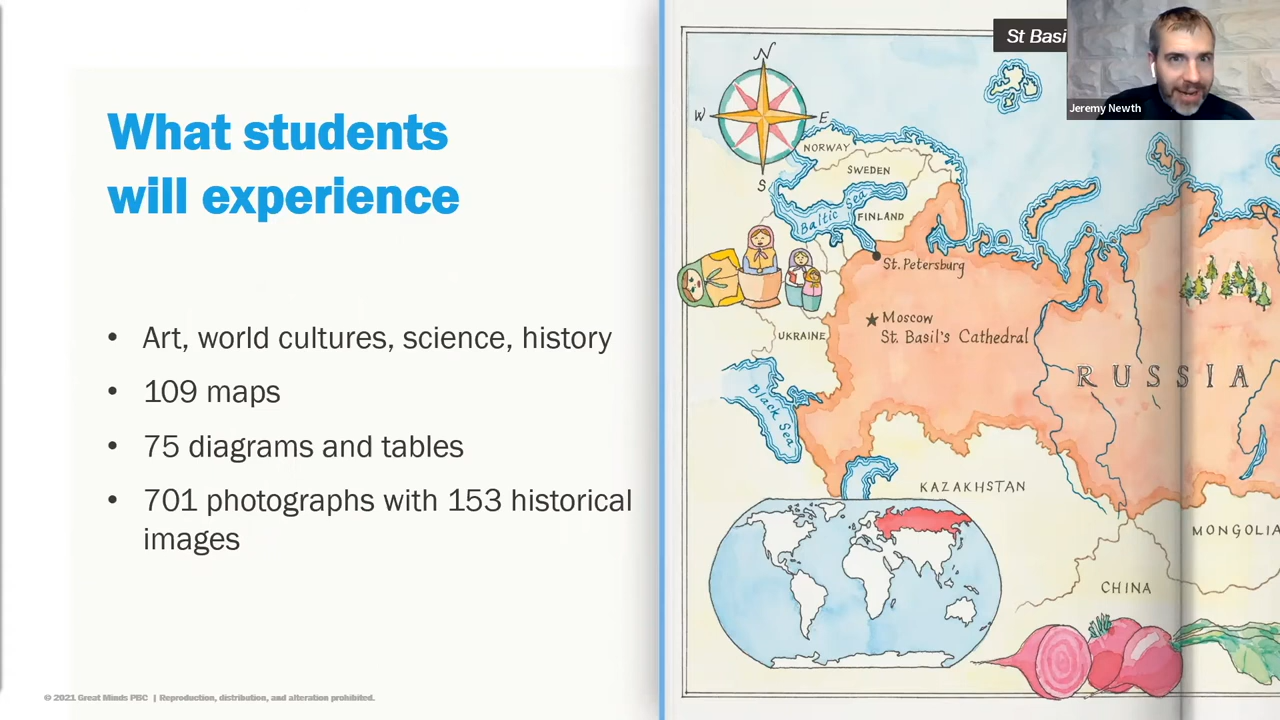 What students
will experience
• Art, world cultures, science, history
• 109 maps
• 75 diagrams and tables
• 701 photographs with 153 historical
images
© 2021 Great Minds PBC | Reproduction, distribution, and alteration prohibited.
St Basi
Jeremy Newth
N
W
E
S
NORWAY
SWEDEN
Baltic Sea
FINLAND
St. Petersburg
Moscow
St. Basil's Cathedral
UKRAINE
RUSSIA
Black Sea
KAZAKHSTAN
MONGOLIA
CHINA